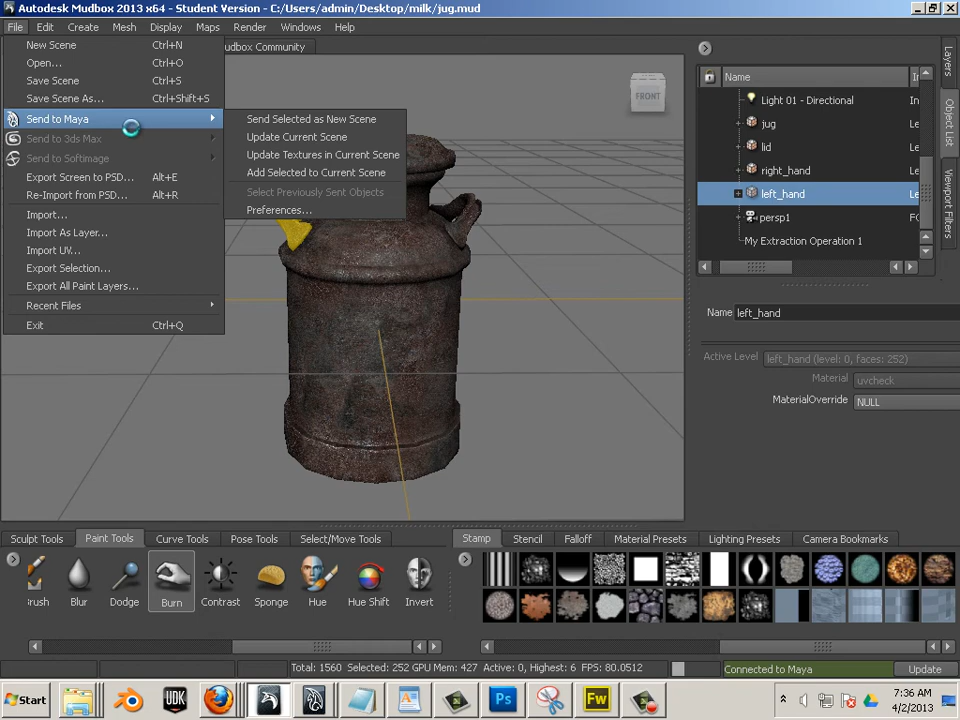 Autodesk Mudbox 2013 x64 - Student Version - C:/Users/admin/Desktop/milk/jug.mud
File Edit Create Mesh Display Maps Render Windows Help
New Scene Ctrl+N
udbox Community
Open... Ctrl+O
Save Scene Ctrl+S
Save Scene As... Ctrl+Shift+S
Send to Maya
Send to 3ds Max
Send to Softimage
Export Screen to PSD... Alt+E
Re-Import from PSD... Alt+R
Import...
Import As Layer...
Import UV...
Export Selection...
Export All Paint Layers...
Recent Files
Exit Ctrl+Q
Send Selected as New Scene
Update Current Scene
Update Textures in Current Scene
Add Selected to Current Scene
Select Previously Sent Objects
Preferences...
FRONT
Name
Light 01 - Directional In
jug Le
lid Le
right_hand Le
left_hand Le
persp1 FC
My Extraction Operation 1
Layers
Object List
Viewport Filters
Name left_hand
Active Level left_hand (level: 0, faces: 252)
Material uvcheck
MaterialOverride NULL
Sculpt Tools Paint Tools Curve Tools Pose Tools Select/Move Tools
rush Blur Dodge Burn Contrast Sponge Hue Hue Shift Invert
Stamp Stencil Falloff Material Presets Lighting Presets Camera Bookmarks
Total: 1560 Selected: 252 GPU Mem: 427 Active: 0, Highest: 6 FPS: 80.0512
Connected to Maya Update
Start
UDK
Ps
Fw
7:36 AM
4/2/2013